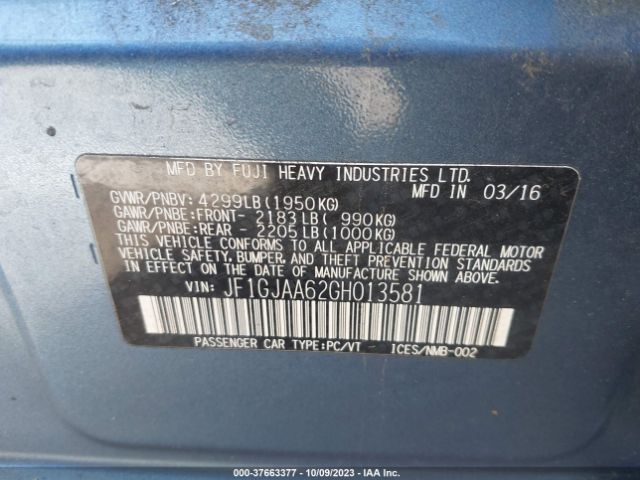 MFD BY FUJI HEAVY INDUSTRIES LTD.
MFD IN 03/16
GVWR/PNBV: 4299LB(1950KG)
GAWR/PNBE:FRONT- 2183LB( 990KG)
GAWR/PNBE:REAR - 2205LB(1000KG)
THIS VEHICLE CONFORMS TO ALL APPLICABLE FEDERAL MOTOR
VEHICLE SAFETY, BUMPER, AND THEFT PREVENTION STANDARDS
IN EFFECT ON THE DATE OF MANUFACTURE SHOWN ABOVE.
VIN: JF1GJAA62GH013581
PASSENGER CAR TYPE:PC/VT ICES/NMB-002
ID - 37663377 | 10/09/2023 | IAA Inc.